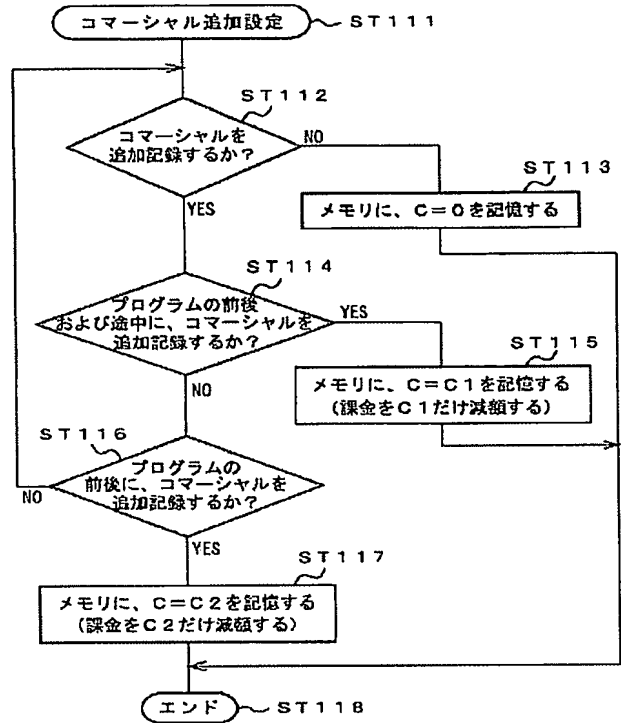 コマーシャル追加設定
ST111
ST112
コマーシャルを
追加記録するか?
NO
YES
ST113
メモリに、C=0を記憶する
ST114
プログラムの前後
および途中に、コマーシャルを
追加記録するか?
YES
NO
ST115
メモリに、C=C1を記憶する
(課金をC1だけ減額する)
ST116
プログラムの
前後に、コマーシャルを
追加記録するか?
NO
YES
ST117
メモリに、C=C2を記憶する
(課金をC2だけ減額する)
エンド
ST118